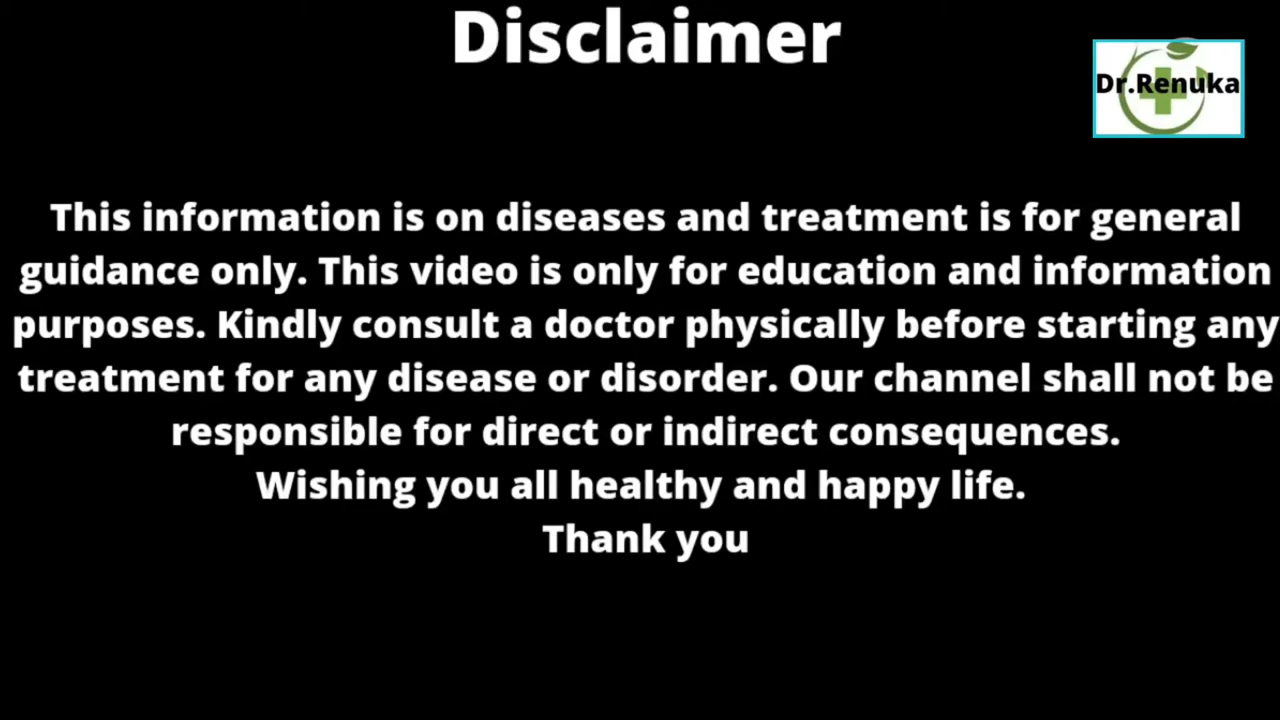 Disclaimer
Dr.Renuka
This information is on diseases and treatment is for general
guidance only. This video is only for education and information
purposes. Kindly consult a doctor physically before starting any
treatment for any disease or disorder. Our channel shall not be
responsible for direct or indirect consequences.
Wishing you all healthy and happy life.
Thank you